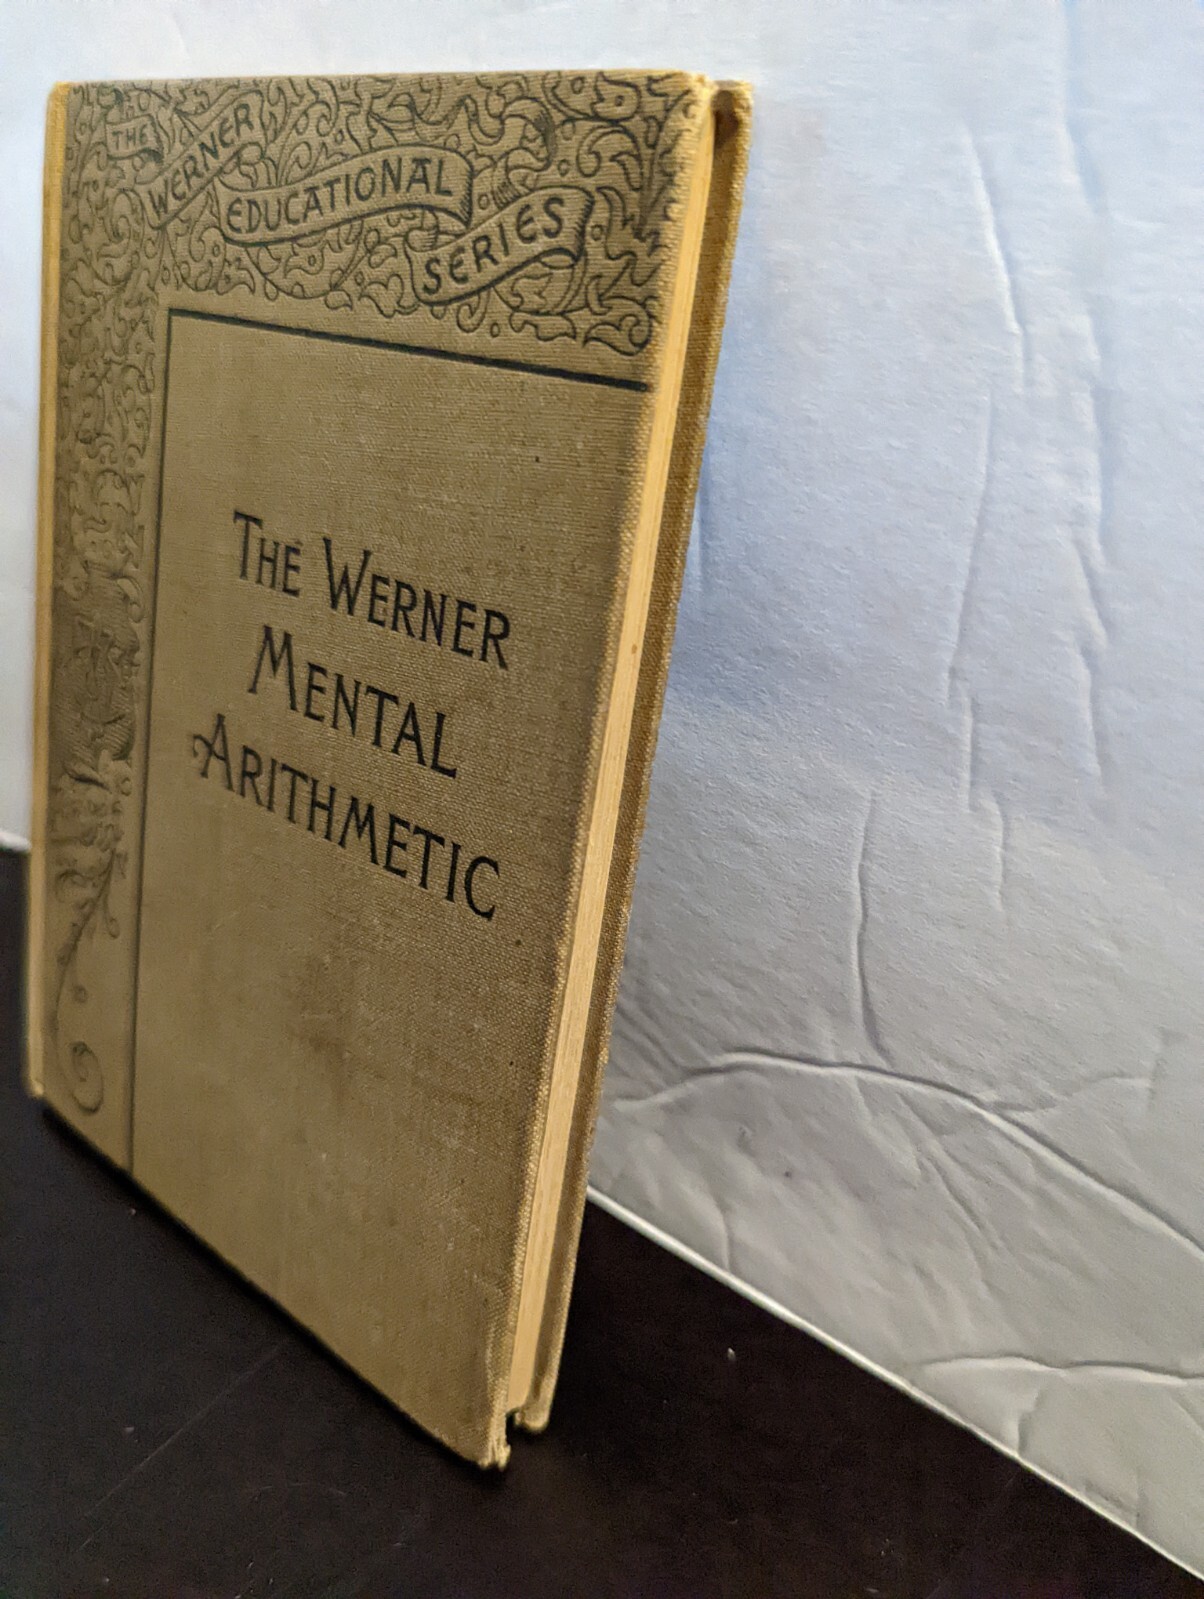 THE
WERNER
EDUCATIONAL
SERIES
THE WERNER
MENTAL
ARITHMETIC